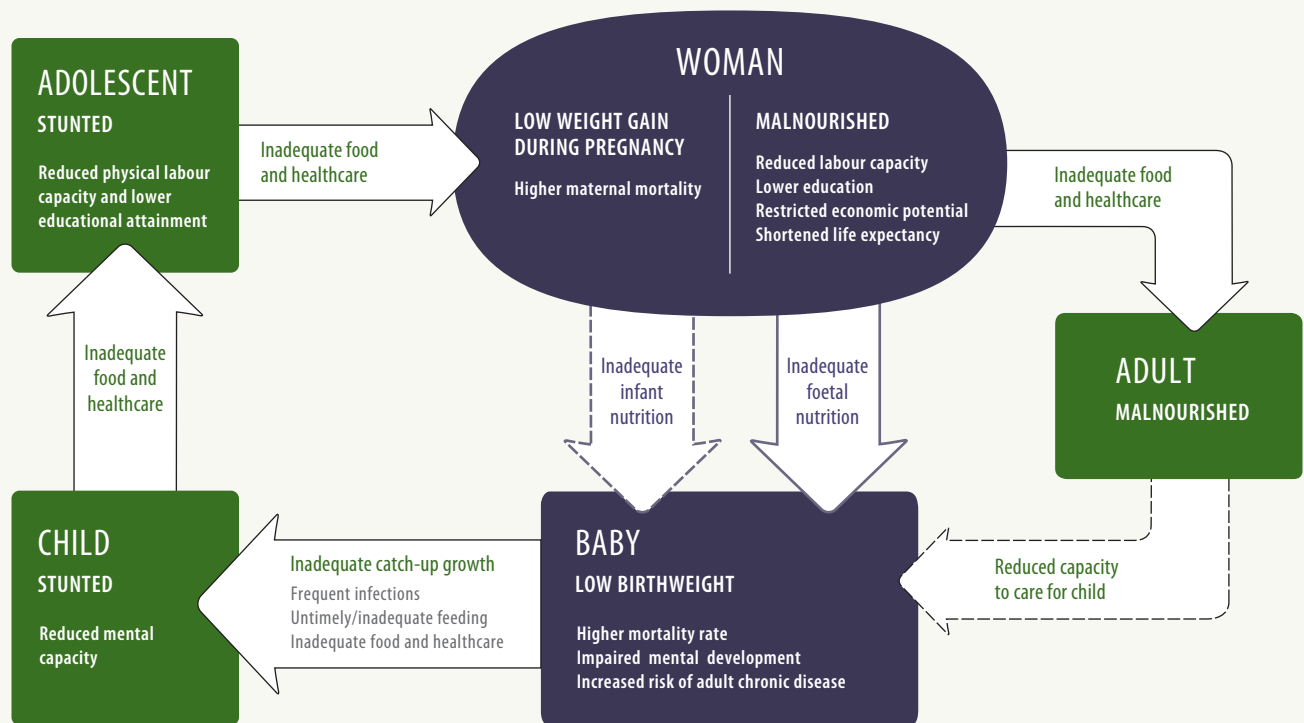 ADOLESCENT
STUNTED
Reduced physical labour
capacity and lower
educational attainment
Inadequate food
and healthcare
WOMAN
LOW WEIGHT GAIN
DURING PREGNANCY
Higher maternal mortality
MALNOURISHED
Reduced labour capacity
Lower education
Restricted economic potential
Shortened life expectancy
Inadequate food
and healthcare
ADULT
MALNOURISHED
Inadequate
food and
healthcare
Inadequate
infant
nutrition
Inadequate
foetal
nutrition
CHILD
STUNTED
Reduced mental
capacity
Inadequate catch-up growth
Frequent infections
Untimely/inadequate feeding
Inadequate food and healthcare
BABY
LOW BIRTHWEIGHT
Higher mortality rate
Impaired mental development
Increased risk of adult chronic disease
Reduced capacity
to care for child